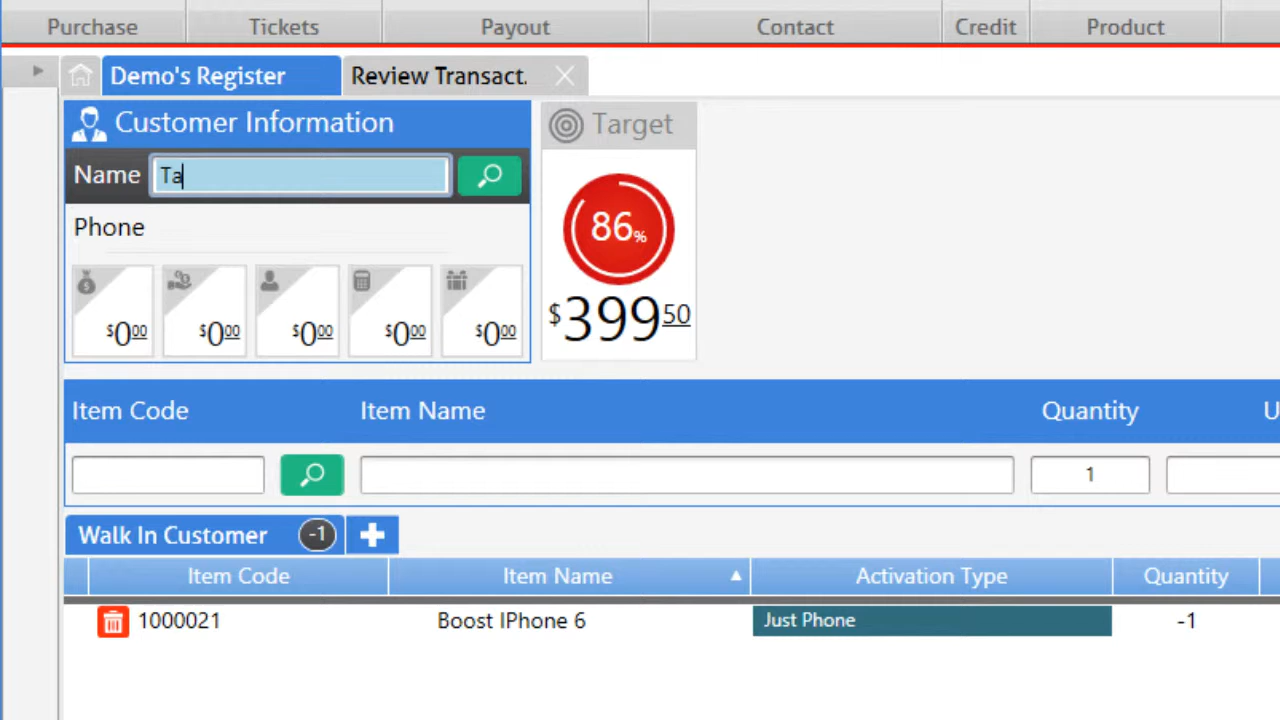 Purchase Tickets Payout Contact Credit Product
Demo's Register Review Transact.
Customer Information Target
Name Ta
86%
Phone
$0.00 $0.00 $0.00 $0.00 $0.00 $399.50
Item Code Item Name Quantity U
1
Walk In Customer -1
Item Code Item Name Activation Type Quantity
1000021 Boost IPhone 6 Just Phone -1